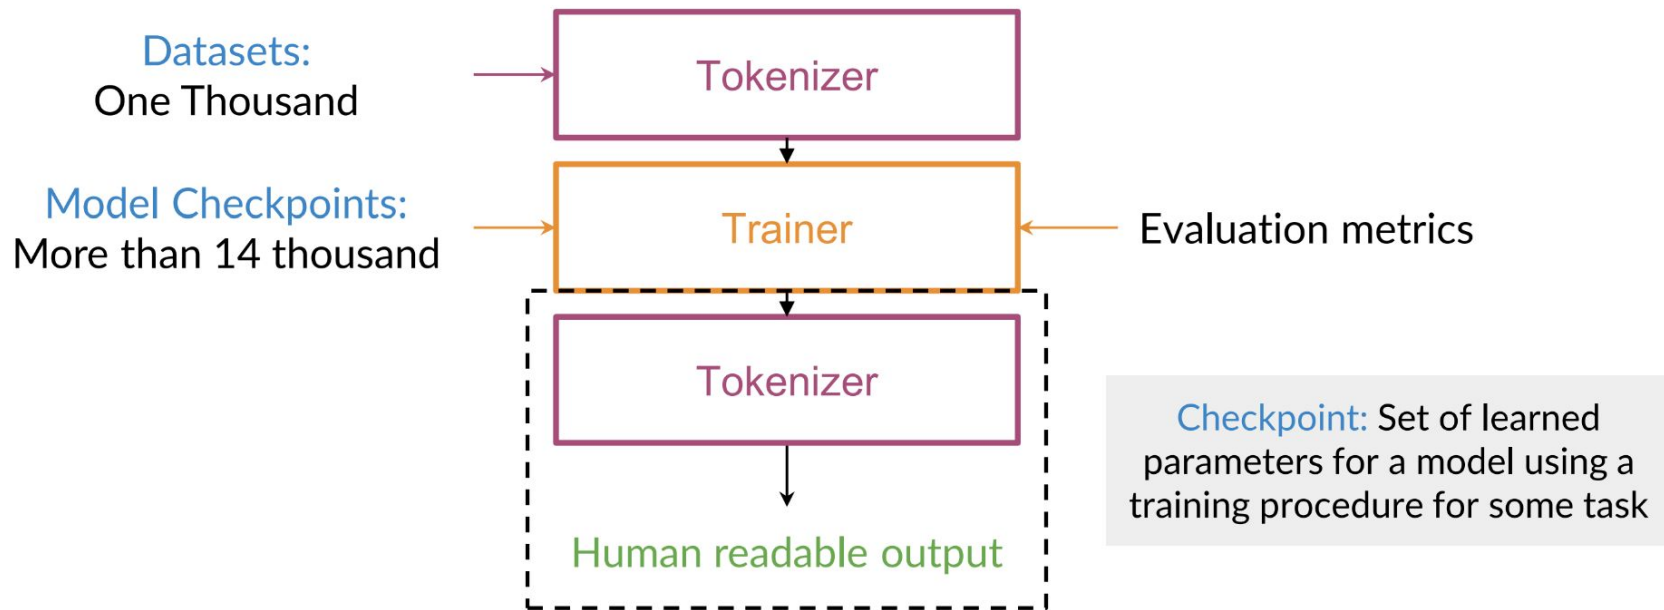 Datasets:
One Thousand
Tokenizer
Model Checkpoints:
More than 14 thousand
Trainer
Evaluation metrics
Tokenizer
Checkpoint: Set of learned
parameters for a model using a
training procedure for some task
Human readable output